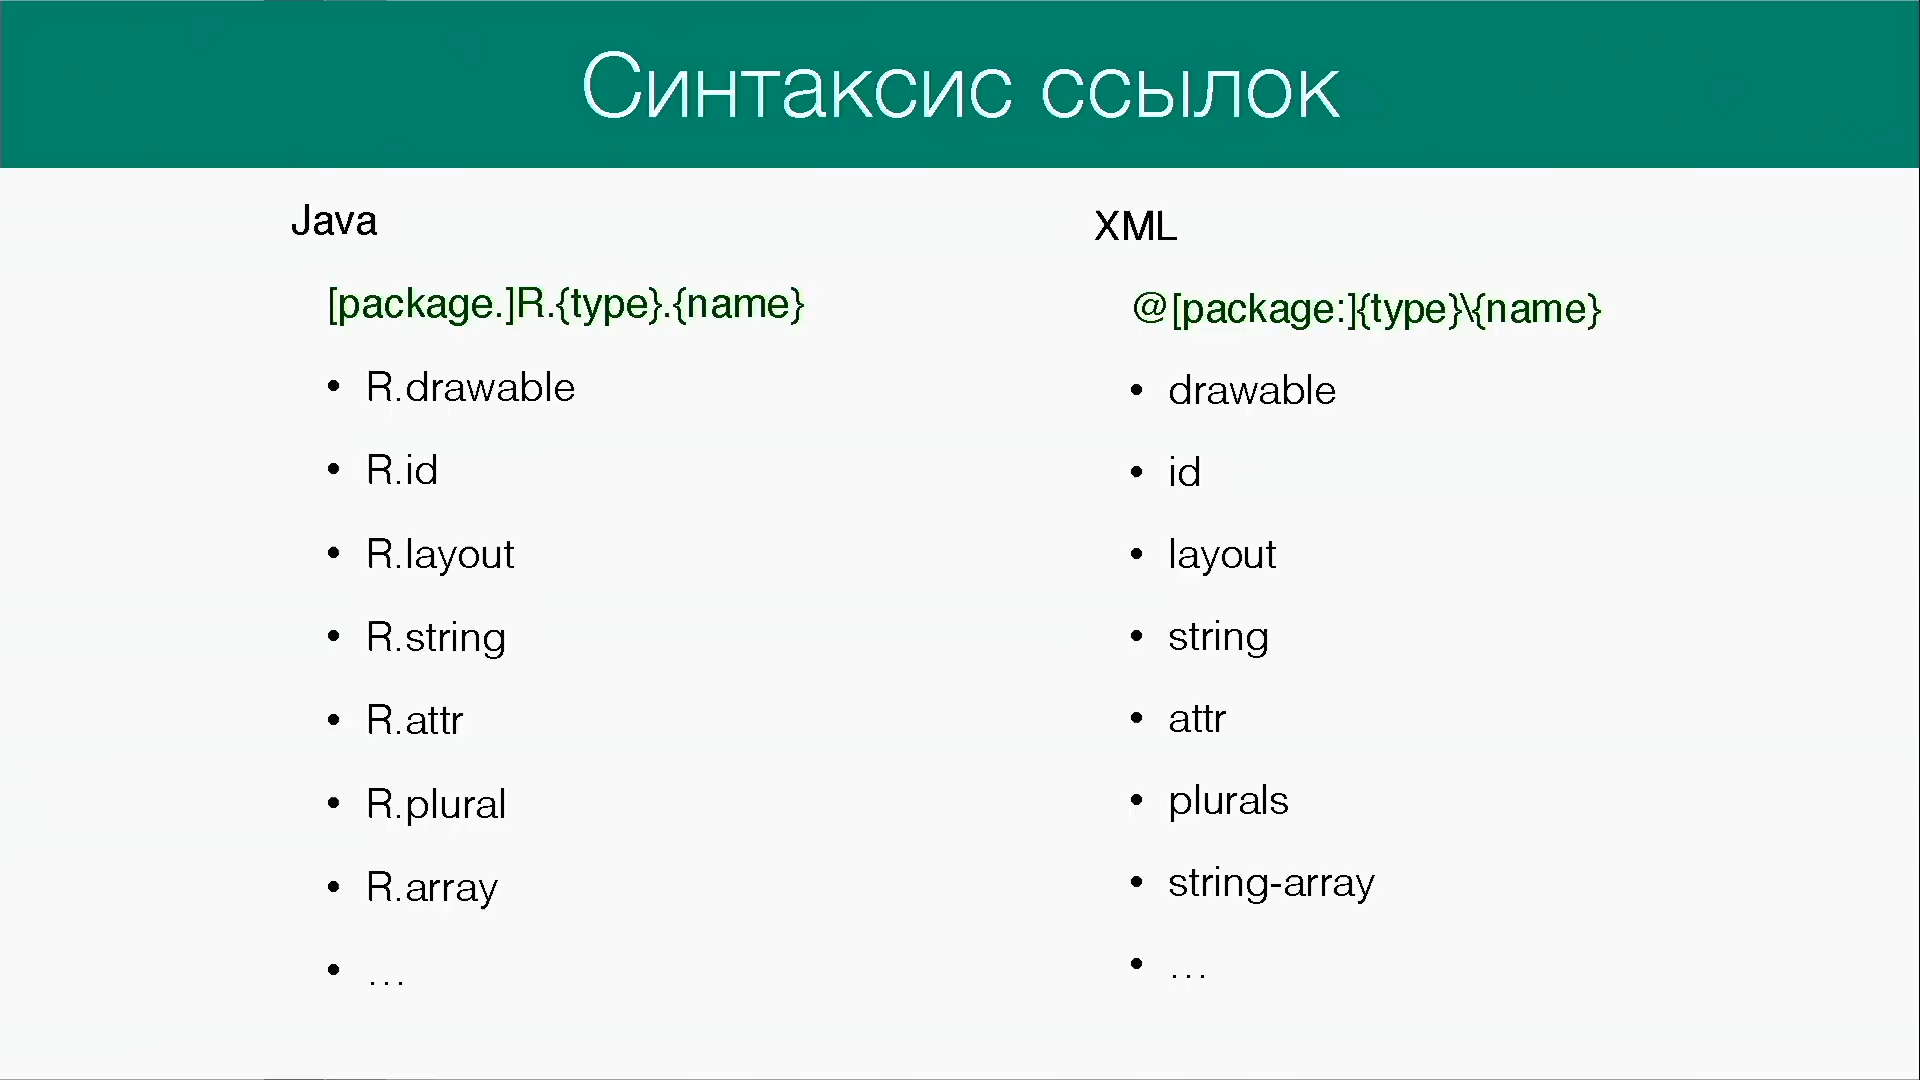 Синтаксис ссылок
Java
[package.]R.{type}.{name}
• R.drawable
• R.id
• R.layout
• R.string
• R.attr
• R.plural
• R.array
• …
XML
@[package:]{type}\{name}
• drawable
• id
• layout
• string
• attr
• plurals
• string-array
• …